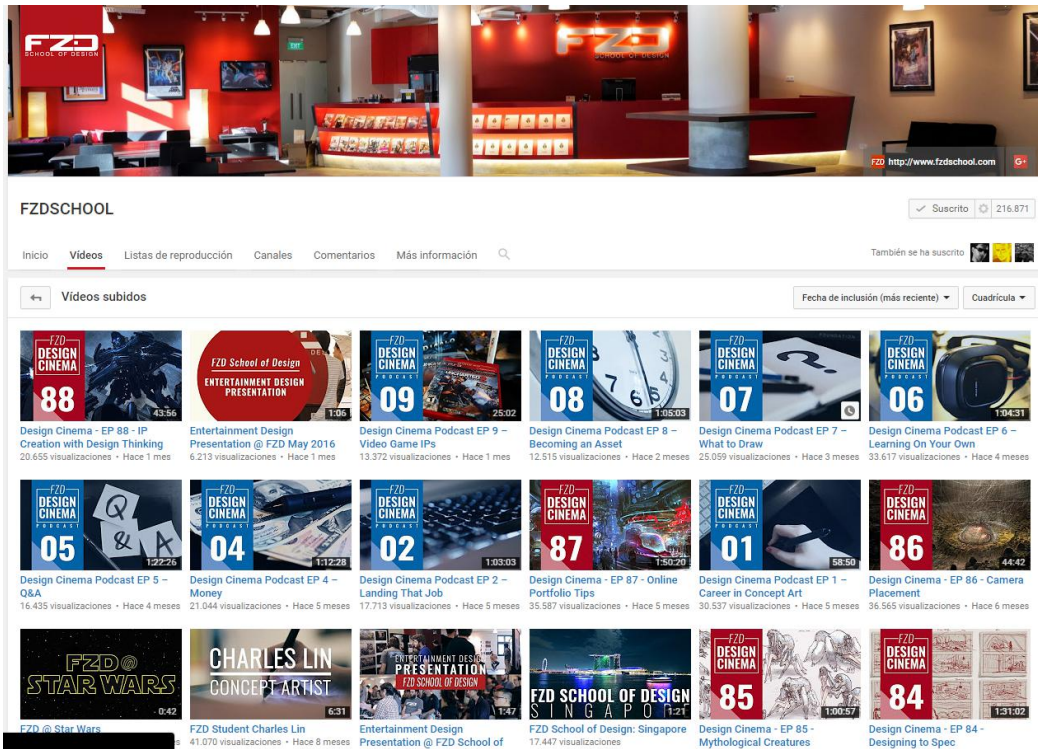 FZD
SCHOOL OF DESIGN
EXIT
FZD
SCHOOL OF DESIGN
FZD http://www.fzdschool.com G+
FZDSCHOOL
Suscrito 216.871
Inicio Vídeos Listas de reproducción Canales Comentarios Más información
También se ha suscrito
Vídeos subidos
Fecha de inclusión (más reciente) Cuadrícula
FZD
DESIGN
CINEMA
88
43:56
FZD School of Design
ENTERTAINMENT DESIGN
PRESENTATION
1:06
FZD
DESIGN
CINEMA
PODCAST
09
25:02
FZD
DESIGN
CINEMA
PODCAST
08
1:05:03
FZD
DESIGN
CINEMA
PODCAST
07
FZD
DESIGN
CINEMA
PODCAST
06
1:04:31
Design Cinema - EP 88 - IP
Creation with Design Thinking
20.655 visualizaciones • Hace 1 mes
Entertainment Design
Presentation @ FZD May 2016
6.213 visualizaciones • Hace 1 mes
Design Cinema Podcast EP 9 –
Video Game IPs
13.372 visualizaciones • Hace 1 mes
Design Cinema Podcast EP 8 –
Becoming an Asset
12.515 visualizaciones • Hace 2 meses
Design Cinema Podcast EP 7 –
What to Draw
25.059 visualizaciones • Hace 3 meses
Design Cinema Podcast EP 6 –
Learning On Your Own
33.617 visualizaciones • Hace 4 meses
FZD
DESIGN
CINEMA
PODCAST
05
Q & A
1:22:26
FZD
DESIGN
CINEMA
PODCAST
04
1:12:28
FZD
DESIGN
CINEMA
PODCAST
02
1:03:03
FZD
DESIGN
CINEMA
87
1:50:20
FZD
DESIGN
CINEMA
PODCAST
01
58:50
FZD
DESIGN
CINEMA
86
44:42
Design Cinema Podcast EP 5 –
Q&A
16.435 visualizaciones • Hace 4 meses
Design Cinema Podcast EP 4 –
Money
21.044 visualizaciones • Hace 5 meses
Design Cinema Podcast EP 2 –
Landing That Job
17.713 visualizaciones • Hace 5 meses
Design Cinema - EP 87 - Online
Portfolio Tips
35.587 visualizaciones • Hace 5 meses
Design Cinema Podcast EP 1 –
Career in Concept Art
30.537 visualizaciones • Hace 5 meses
Design Cinema - EP 86 - Camera
Placement
36.565 visualizaciones • Hace 6 meses
FZD @
STAR WARS
0:42
CHARLES LIN
CONCEPT ARTIST
6:31
ENTERTAINMENT DESIGN
PRESENTATION
FZD SCHOOL OF DESIGN
1:47
FZD SCHOOL OF DESIGN
SINGAPO
1:21
FZD
DESIGN
CINEMA
85
1:00:57
FZD
DESIGN
CINEMA
84
1:31:02
FZD @ Star Wars
FZD Student Charles Lin
41.070 visualizaciones • Hace 8 meses
Entertainment Design
Presentation @ FZD School of
FZD School of Design: Singapore
17.447 visualizaciones
Design Cinema - EP 85 -
Mythological Creatures
Design Cinema - EP 84 -
Designing to Spec